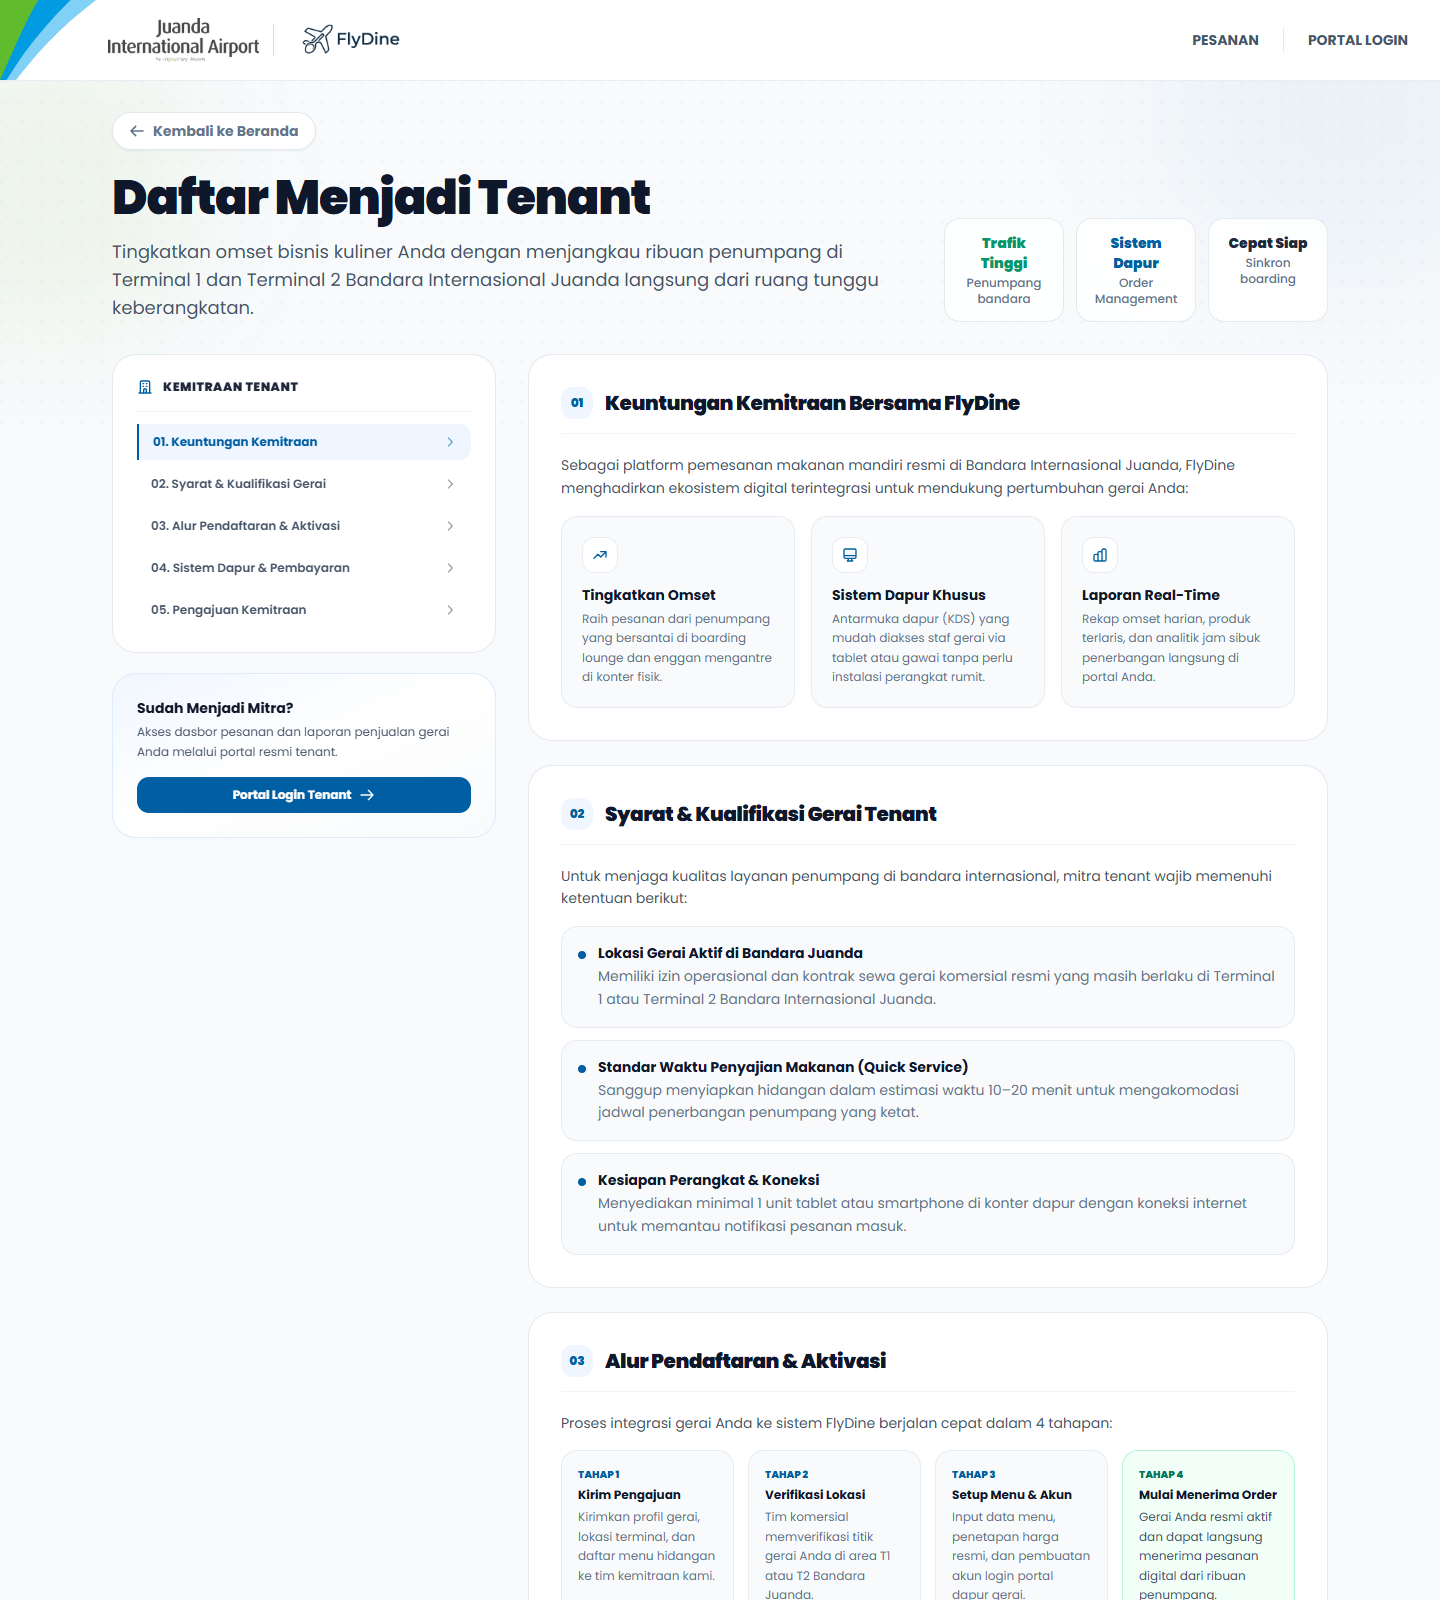 Juanda
International Airport
FlyDine
PESANAN
PORTAL LOGIN
Kembali ke Beranda
Daftar Menjadi Tenant
Tingkatkan omset bisnis kuliner Anda dengan menjangkau ribuan penumpang di
Terminal 1 dan Terminal 2 Bandara Internasional Juanda langsung dari ruang tunggu
keberangkatan.
Trafik
Tinggi
Penumpang
bandara
Sistem
Dapur
Order
Management
Cepat Siap
Sinkron
boarding
KEMITRAAN TENANT
01. Keuntungan Kemitraan
02. Syarat & Kualifikasi Gerai
03. Alur Pendaftaran & Aktivasi
04. Sistem Dapur & Pembayaran
05. Pengajuan Kemitraan
Sudah Menjadi Mitra?
Akses dasbor pesanan dan laporan penjualan gerai
Anda melalui portal resmi tenant.
Portal Login Tenant
01
Keuntungan Kemitraan Bersama FlyDine
Sebagai platform pemesanan makanan mandiri resmi di Bandara Internasional Juanda, FlyDine
menghadirkan ekosistem digital terintegrasi untuk mendukung pertumbuhan gerai Anda:
Tingkatkan Omset
Raih pesanan dari penumpang
yang bersantai di boarding
lounge dan enggan mengantre
di konter fisik.
Sistem Dapur Khusus
Antarmuka dapur (KDS) yang
mudah diakses staf gerai via
tablet atau gawai tanpa perlu
instalasi perangkat rumit.
Laporan Real-Time
Rekap omset harian, produk
terlaris, dan analitik jam sibuk
penerbangan langsung di
portal Anda.
02
Syarat & Kualifikasi Gerai Tenant
Untuk menjaga kualitas layanan penumpang di bandara internasional, mitra tenant wajib memenuhi
ketentuan berikut:
Lokasi Gerai Aktif di Bandara Juanda
Memiliki izin operasional dan kontrak sewa gerai komersial resmi yang masih berlaku di Terminal
1 atau Terminal 2 Bandara Internasional Juanda.
Standar Waktu Penyajian Makanan (Quick Service)
Sanggup menyiapkan hidangan dalam estimasi waktu 10–20 menit untuk mengakomodasi
jadwal penerbangan penumpang yang ketat.
Kesiapan Perangkat & Koneksi
Menyediakan minimal 1 unit tablet atau smartphone di konter dapur dengan koneksi internet
untuk memantau notifikasi pesanan masuk.
03
Alur Pendaftaran & Aktivasi
Proses integrasi gerai Anda ke sistem FlyDine berjalan cepat dalam 4 tahapan:
TAHAP 1
Kirim Pengajuan
Kirimkan profil gerai,
lokasi terminal, dan
daftar menu hidangan
ke tim kemitraan kami.
TAHAP 2
Verifikasi Lokasi
Tim komersial
memverifikasi titik
gerai Anda di area T1
atau T2 Bandara
Juanda.
TAHAP 3
Setup Menu & Akun
Input data menu,
penetapan harga
resmi, dan pembuatan
akun login portal
dapur gerai.
TAHAP 4
Mulai Menerima Order
Gerai Anda resmi aktif
dan dapat langsung
menerima pesanan
digital dari ribuan
penumpang.